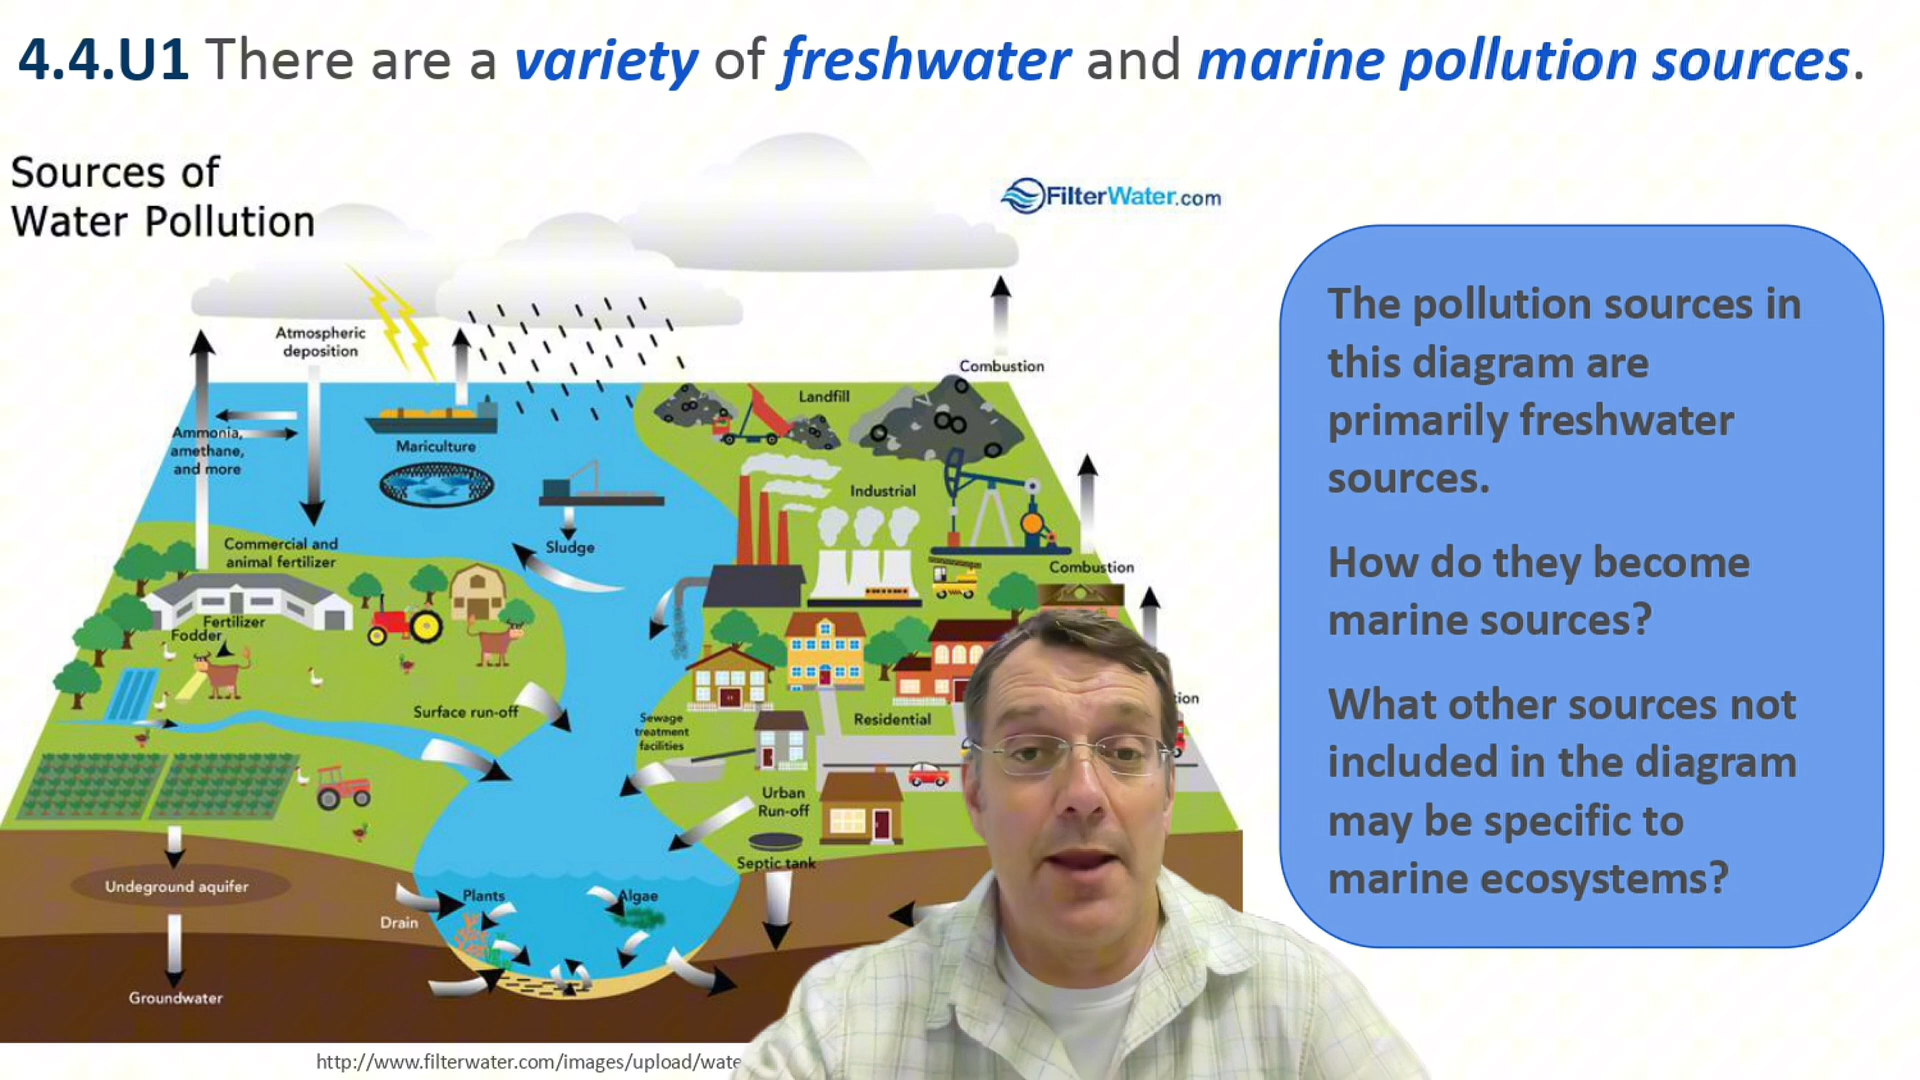 4.4.U1 There are a variety of freshwater and marine pollution sources.
Sources of
Water Pollution
FilterWater.com
Atmospheric
deposition
Combustion
Landfill
Ammonia,
amethane,
and more
Mariculture
Industrial
Sludge
Commercial and
animal fertilizer
Combustion
Fertilizer
Fodder
Surface run-off
Sewage
treatment
facilities
Residential
Urban
Run-off
Septic tank
Undeground aquifer
Plants
Algae
Drain
Groundwater
http://www.filterwater.com/images/upload/wate
The pollution sources in
this diagram are
primarily freshwater
sources.
How do they become
marine sources?
What other sources not
included in the diagram
may be specific to
marine ecosystems?